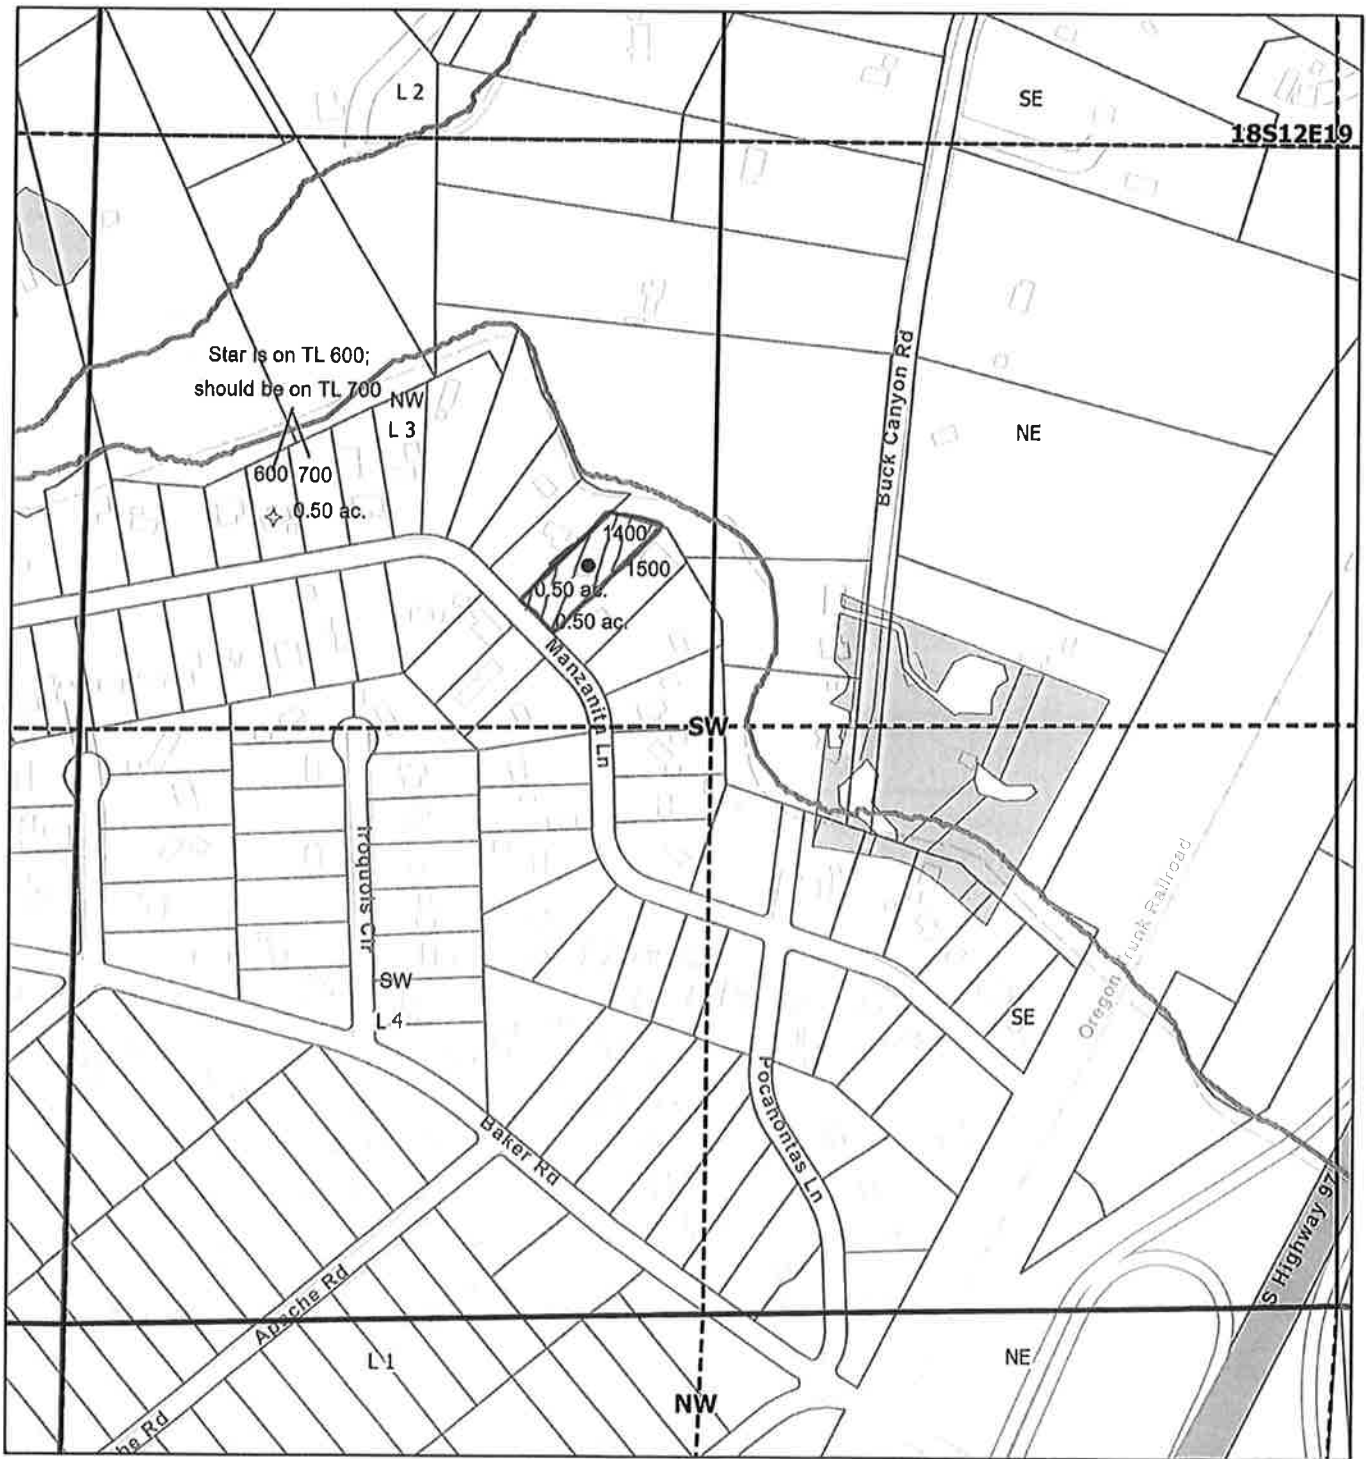 L 2
SE
18S12E19
Star is on TL 600;
should be on TL 700
NW
L 3
600 700
0.50 ac.
Buck Canyon Rd
NE
1400
1500
0.50 ac.
0.50 ac.
Manzanita Ln
SW
Iroquois Cir
SW
L 4
Oregon Trunk Railroad
SE
Pocahontas Ln
Baker Rd
Apache Rd
S Highway 97
L 1
NE
NW
he Rd